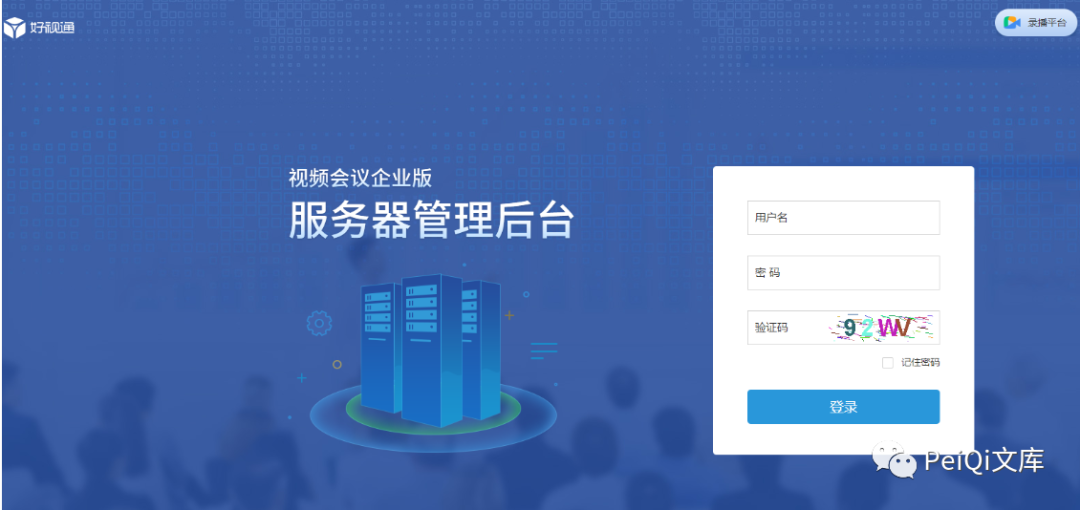 好视通
录播平台
视频会议企业版
服务器管理后台
用户名
密 码
验证码
9 2 W V
记住密码
登录
PeiQi文库